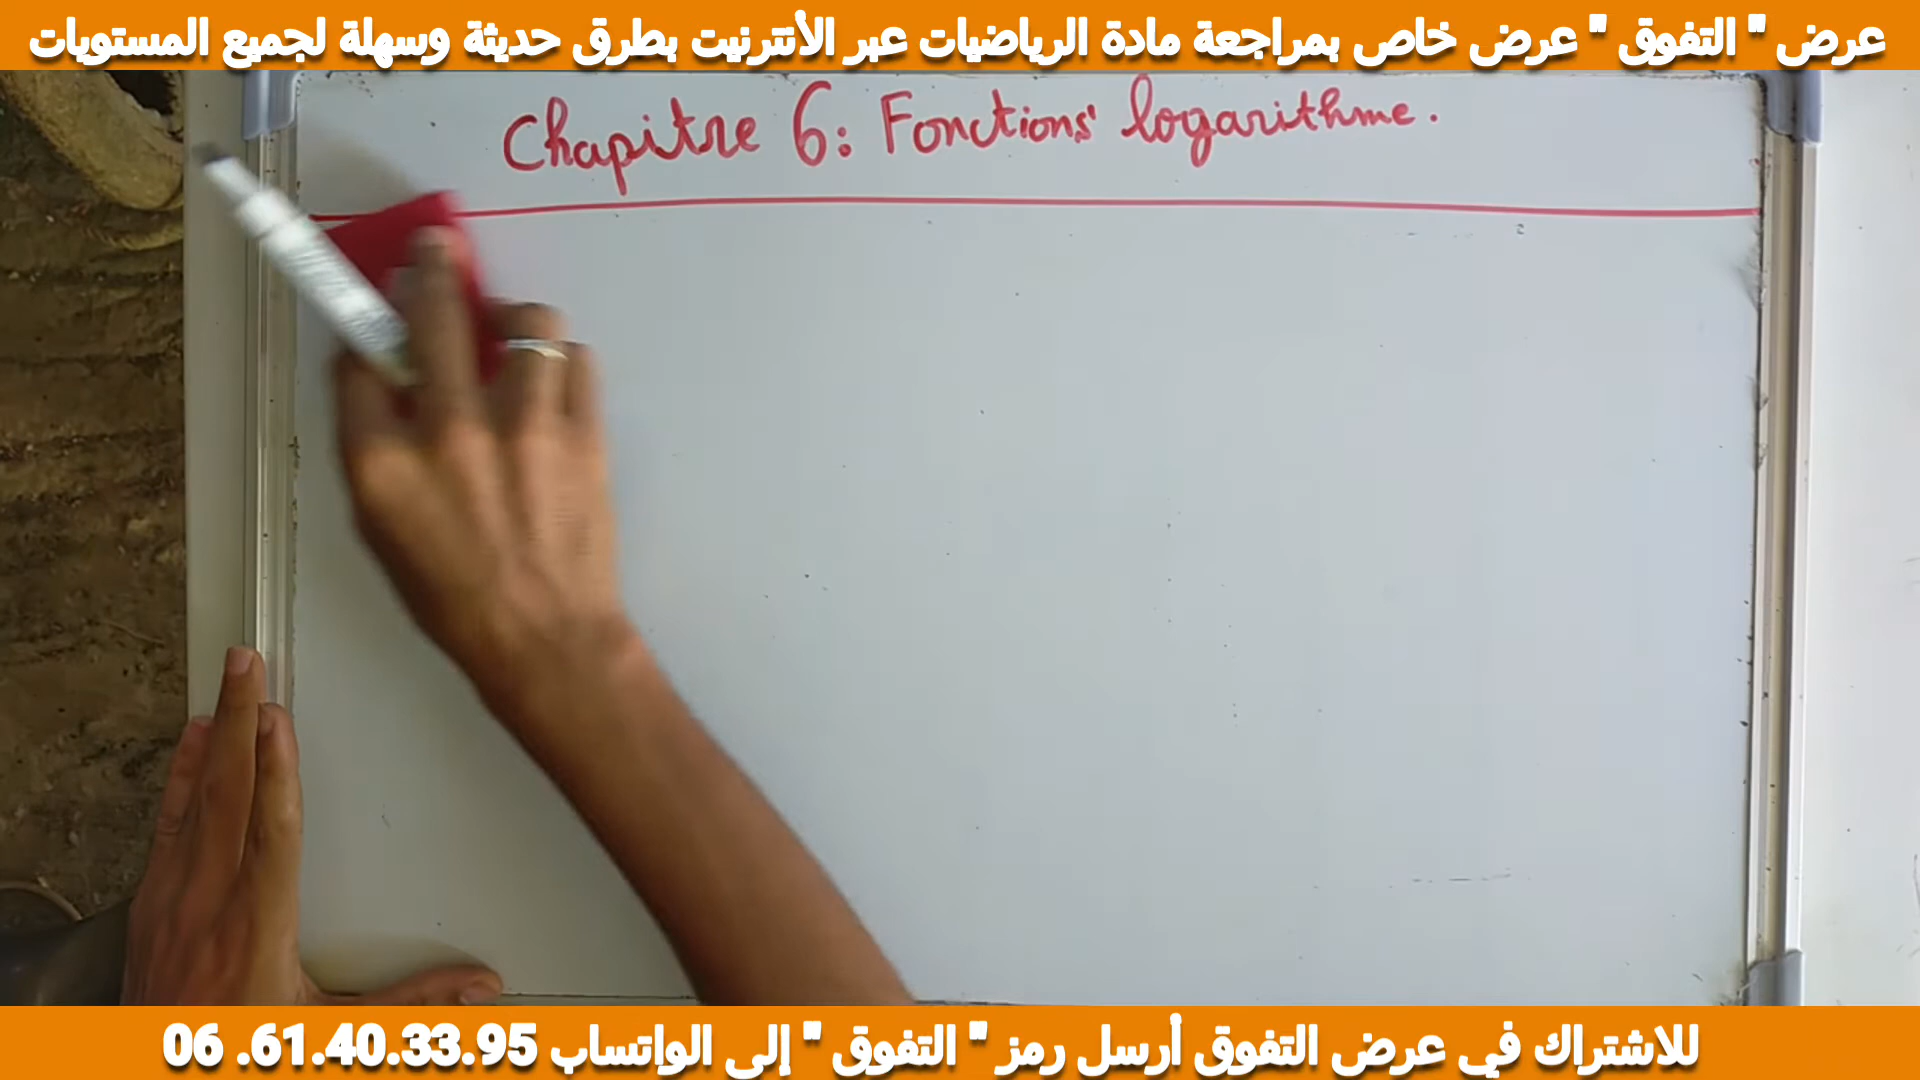 عرض " التفوق " عرض خاص بمراجعة مادة الرياضيات عبر الأنترنيت بطرق حديثة وسهلة لجميع المستويات
Chapitre 6: Fonctions logarithme.
للاشتراك في عرض التفوق أرسل رمز " التفوق " إلى الواتساب 06 .61.40.33.95